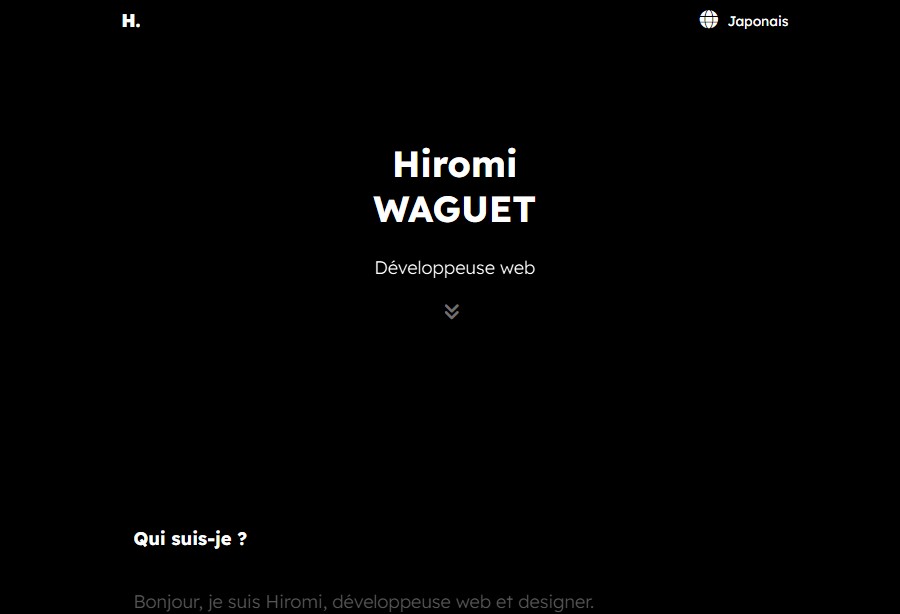 H.
Japonais
Hiromi
WAGUET
Développeuse web
Qui suis-je ?
Bonjour, je suis Hiromi, développeuse web et designer.